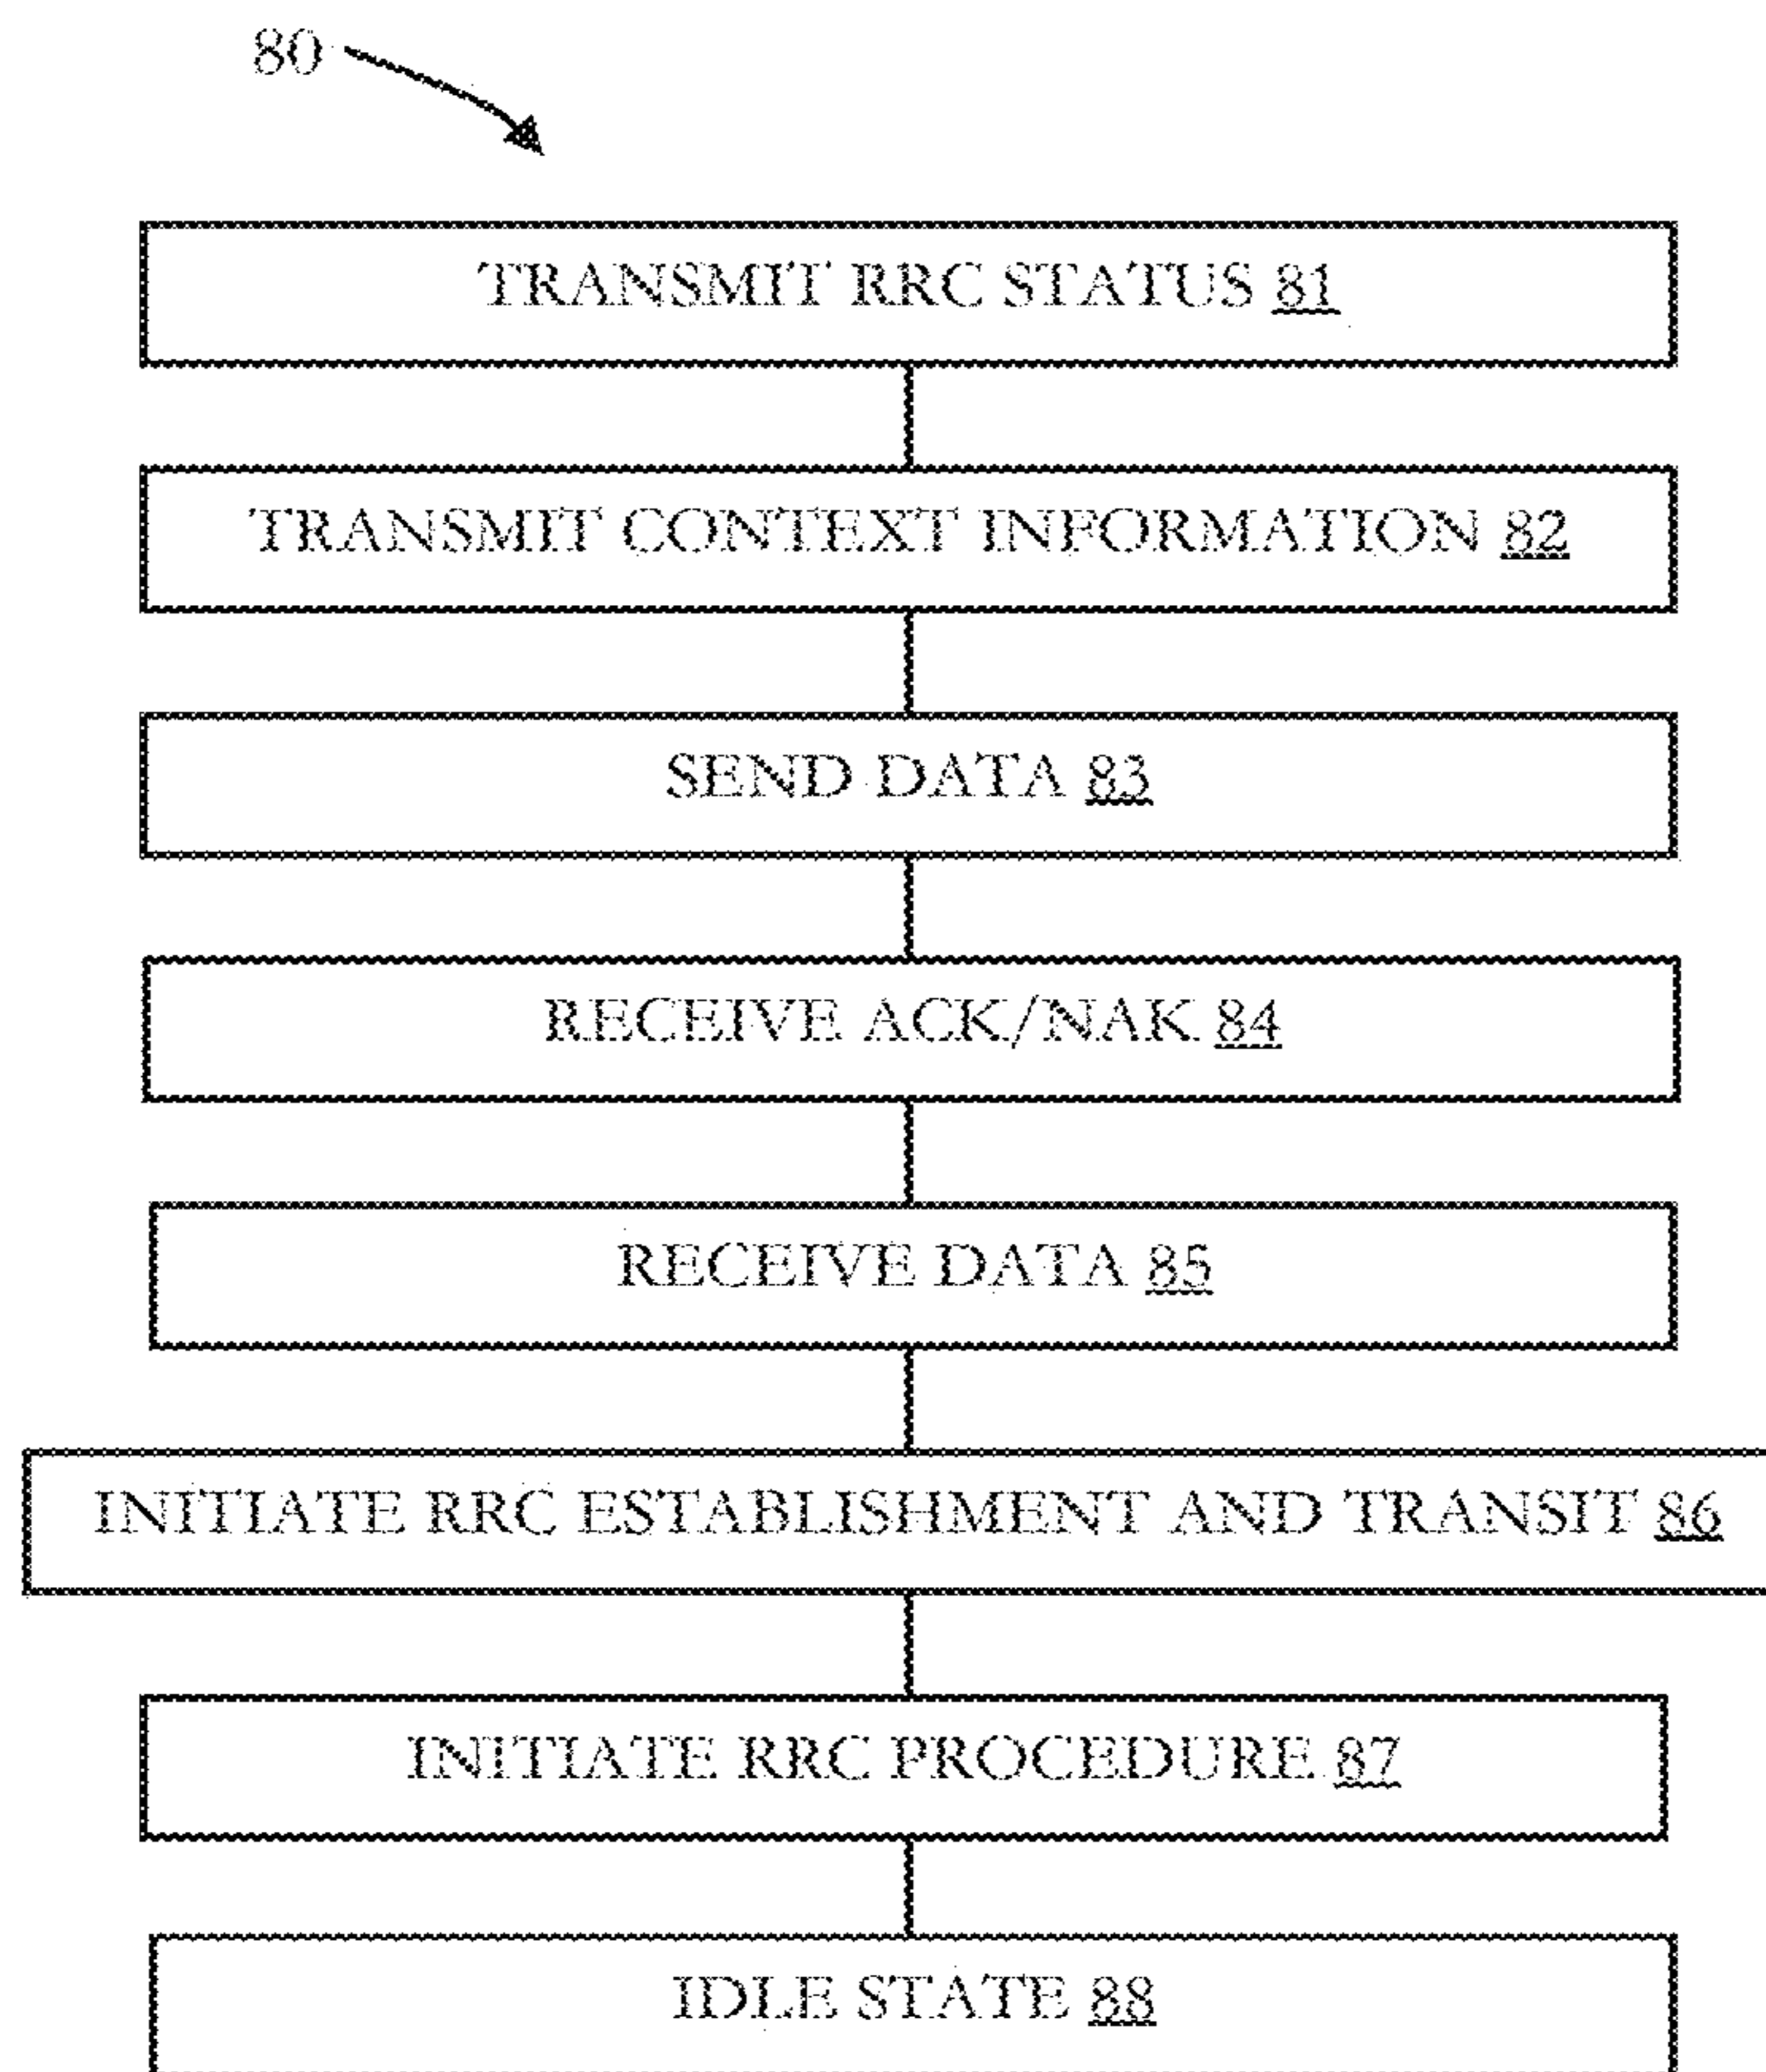 80
TRANSMIT RRC STATUS 81
TRANSMIT CONTEXT INFORMATION 82
SEND DATA 83
RECEIVE ACK/NAK 84
RECEIVE DATA 85
INITIATE RRC ESTABLISHMENT AND TRANSIT 86
INITIATE RRC PROCEDURE 87
IDLE STATE 88